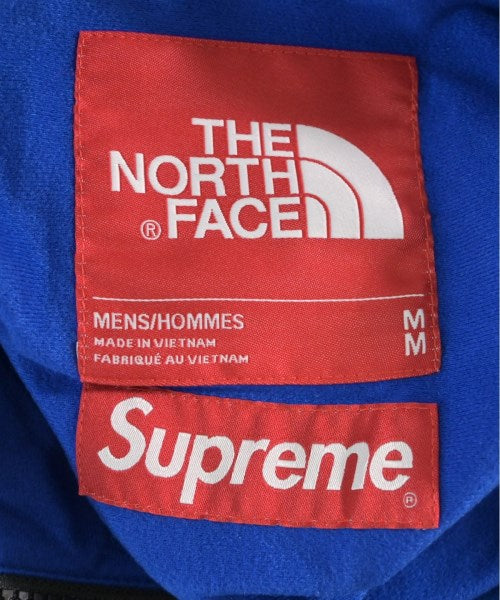 THE
NORTH
® FACE
MENS/HOMMES M
MADE IN VIETNAM M
FABRIQUÉ AU VIETNAM
Supreme
®